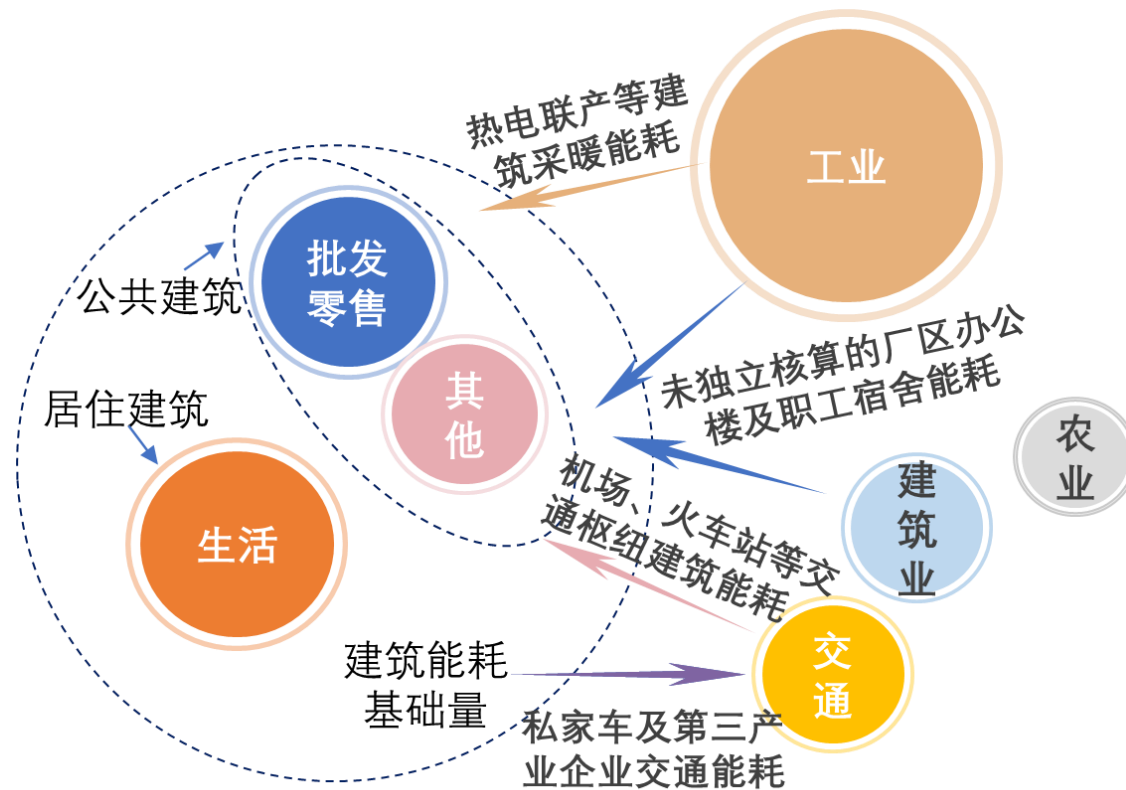 热电联产等建
筑采暖能耗
工业
批发
零售
公共建筑
其
他
居住建筑
未独立核算的厂区办公
楼及职工宿舍能耗
农
业
建
筑
业
机场、火车站等交
通枢纽建筑能耗
生活
交
通
建筑能耗
基础量
私家车及第三产
业企业交通能耗